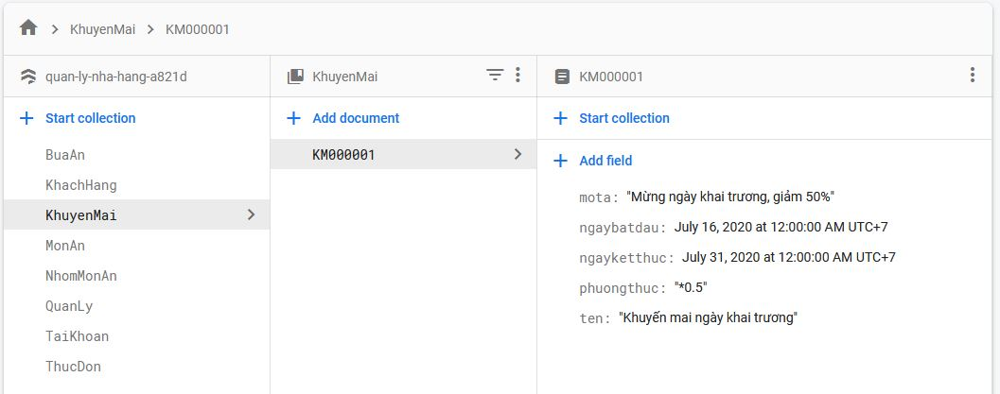 KhuyenMai > KM000001
quan-ly-nha-hang-a821d
Start collection
BuaAn
KhachHang
KhuyenMai
MonAn
NhomMonAn
QuanLy
TaiKhoan
ThucDon
KhuyenMai
Add document
KM000001
KM000001
Start collection
Add field
mota: "Mừng ngày khai trương, giảm 50%"
ngaybatdau: July 16, 2020 at 12:00:00 AM UTC+7
ngayketthuc: July 31, 2020 at 12:00:00 AM UTC+7
phuongthuc: "*0.5"
ten: "Khuyến mai ngày khai trương"